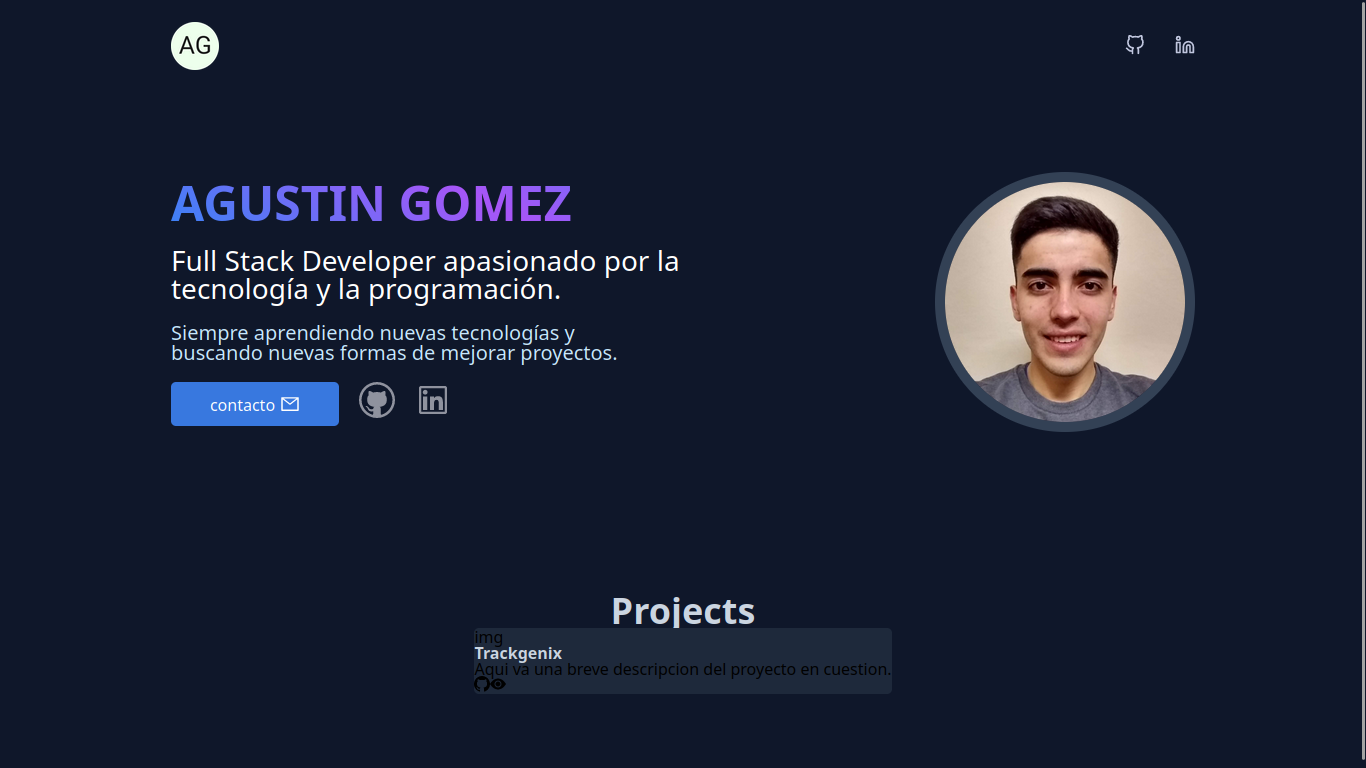 AG
AGUSTIN GOMEZ
Full Stack Developer apasionado por la
tecnología y la programación.
Siempre aprendiendo nuevas tecnologías y
buscando nuevas formas de mejorar proyectos.
contacto
Projects
img
Trackgenix
Aqui va una breve descripcion del proyecto en cuestion.